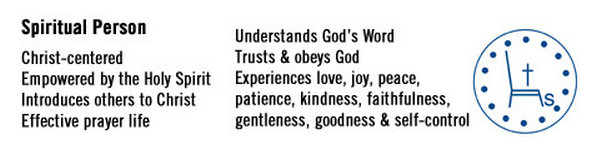 Spiritual Person
Christ-centered
Empowered by the Holy Spirit
Introduces others to Christ
Effective prayer life
Understands God's Word
Trusts & obeys God
Experiences love, joy, peace,
patience, kindness, faithfulness,
gentleness, goodness & self-control
S